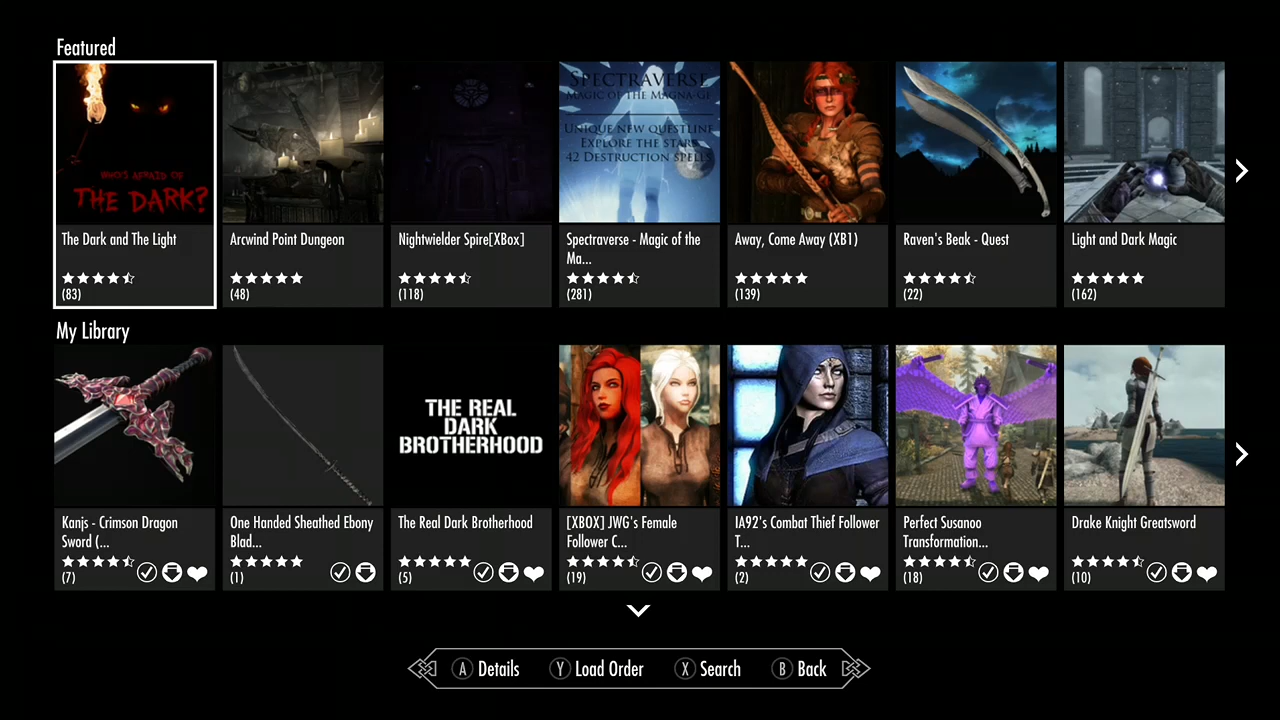 Featured
WHO'S AFRAID OF
THE DARK?
SPECTRAVERSE
MAGIC OF THE MAGNA-GE
UNIQUE NEW QUESTLINE
EXPLORE THE STARS
42 DESTRUCTION SPELLS
The Dark and The Light
(83)
Arcwind Point Dungeon
(48)
Nightwielder Spire[XBox]
(118)
Spectraverse - Magic of the
Ma...
(281)
Away, Come Away (XB1)
(139)
Raven's Beak - Quest
(22)
Light and Dark Magic
(162)
My Library
THE REAL
DARK
BROTHERHOOD
Kanjs - Crimson Dragon
Sword (...
(7)
One Handed Sheathed Ebony
Blad...
(1)
The Real Dark Brotherhood
(5)
[XBOX] JWG's Female
Follower C...
(19)
IA92's Combat Thief Follower
T...
(2)
Perfect Susanoo
Transformation...
(18)
Drake Knight Greatsword
(10)
A Details Y Load Order X Search B Back